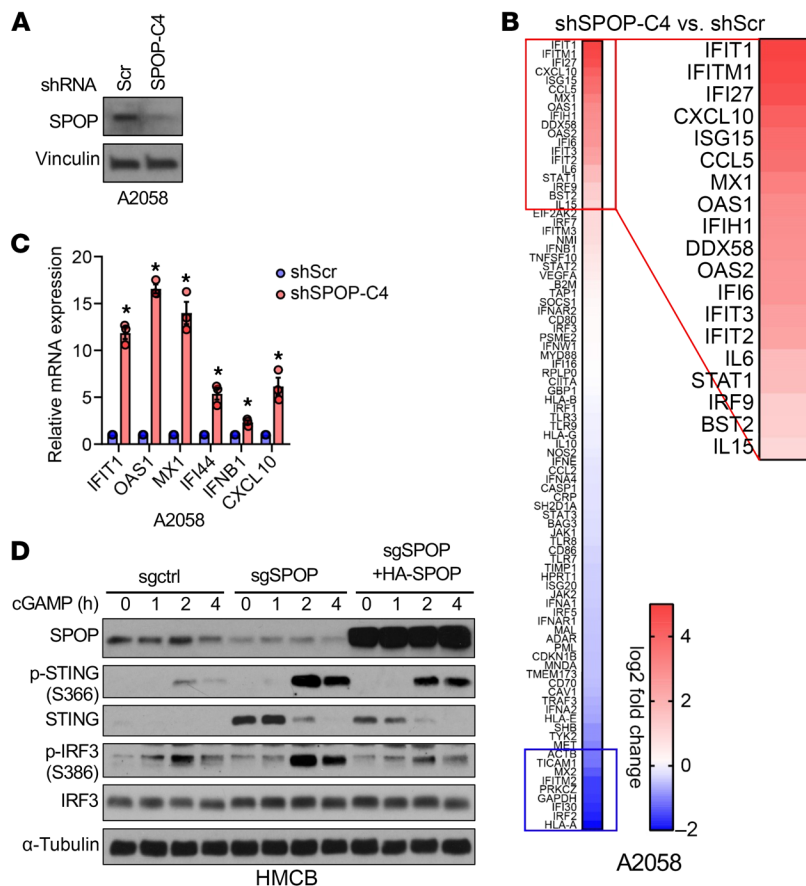 A
shRNA
Scr
SPOP-C4
SPOP
Vinculin
A2058
B
shSPOP-C4 vs. shScr
IFIT1
IFITM1
IFI27
CXCL10
ISG15
CCL5
MX1
OAS1
IFIH1
DDX58
OAS2
IFI6
IFIT3
IFIT2
IL6
STAT1
IRF9
BST2
IL15
EIF2AK2
IRF7
IFITM3
NMI
IFNB1
TNFSF10
STAT2
VEGFA
B2M
TAP1
SOCS1
IFNAR2
CD80
IRF3
PSME2
IFNW1
MYD88
IFI16
RPLP0
CIITA
GBP1
HLA-B
IRF1
TLR3
TLR9
HLA-G
IL10
NOS2
IFNE
CCL2
IFNA4
CASP1
CRP
SH2D1A
STAT3
BAG3
JAK1
TLR8
CD86
TLR7
TIMP1
HPRT1
ISG20
JAK2
IFNA1
IRF5
IFNAR1
MAL
ADAR
PML
CDKN1B
MNDA
TMEM173
CD70
CAV1
TRAF3
IFNA2
HLA-E
SHB
TYK2
MET
ACTB
TICAM1
MX2
IFITM2
PRKCZ
GAPDH
IFI30
IRF2
HLA-A
IFIT1
IFITM1
IFI27
CXCL10
ISG15
CCL5
MX1
OAS1
IFIH1
DDX58
OAS2
IFI6
IFIT3
IFIT2
IL6
STAT1
IRF9
BST2
IL15
4
2
0
−2
log2 fold change
A2058
C
Relative mRNA expression
20
15
10
5
0
* * * * * *
shScr
shSPOP-C4
IFIT1
OAS1
MX1
IFI44
IFNB1
CXCL10
A2058
D
sgctrl
sgSPOP
sgSPOP
+HA-SPOP
cGAMP (h) 0 1 2 4 0 1 2 4 0 1 2 4
SPOP
p-STING
(S366)
STING
p-IRF3
(S386)
IRF3
α-Tubulin
HMCB